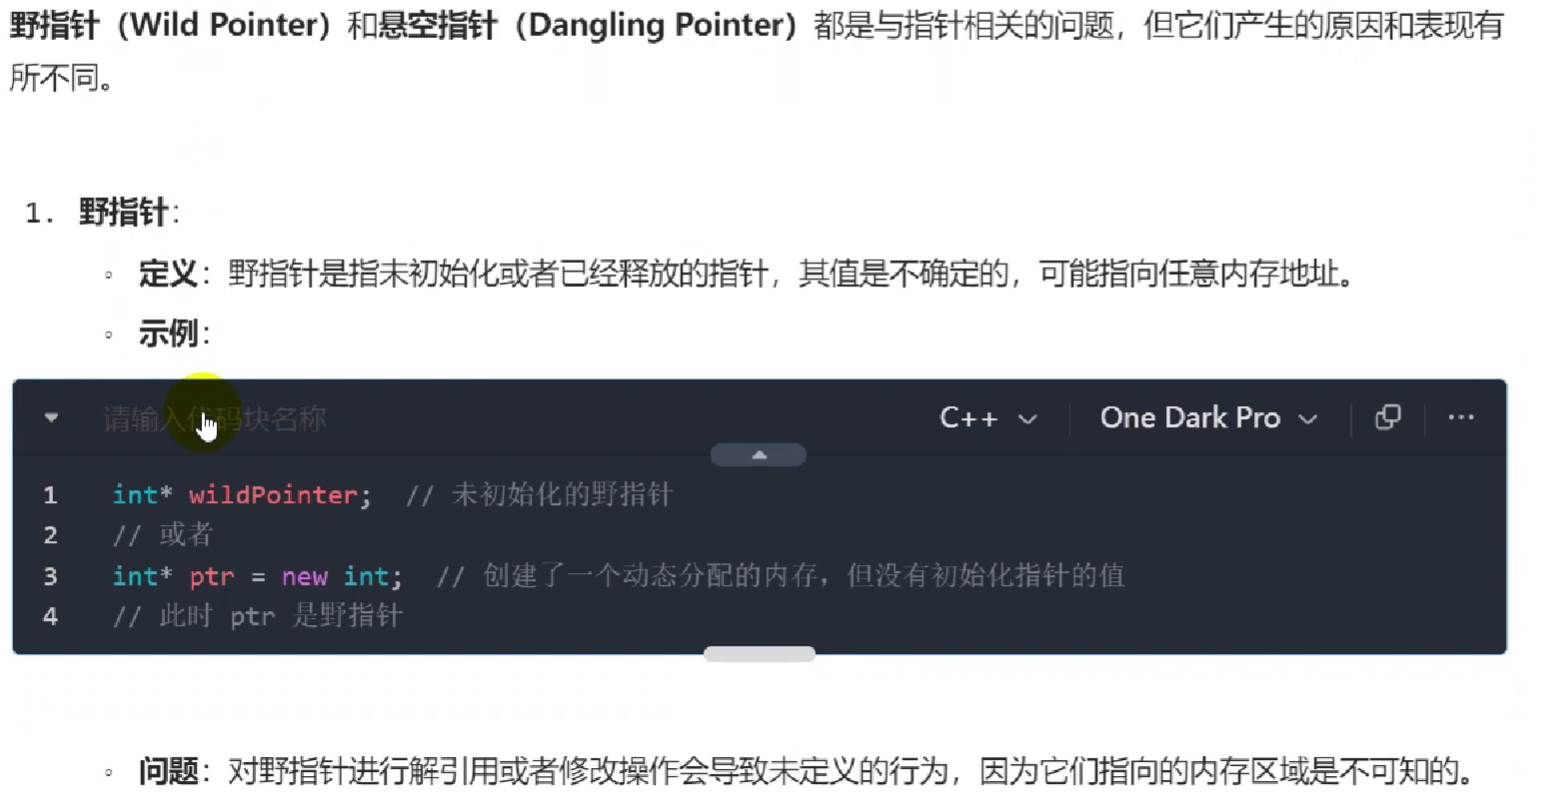 野指针（Wild Pointer）和悬空指针（Dangling Pointer）都是与指针相关的问题，但它们产生的原因和表现有
所不同。
1. 野指针：
◦ 定义：野指针是指未初始化或者已经释放的指针，其值是不确定的，可能指向任意内存地址。
◦ 示例：
请输入代码块名称 C++ One Dark Pro
1 int* wildPointer; // 未初始化的野指针
2 // 或者
3 int* ptr = new int; // 创建了一个动态分配的内存，但没有初始化指针的值
4 // 此时 ptr 是野指针
◦ 问题：对野指针进行解引用或者修改操作会导致未定义的行为，因为它们指向的内存区域是不可知的。